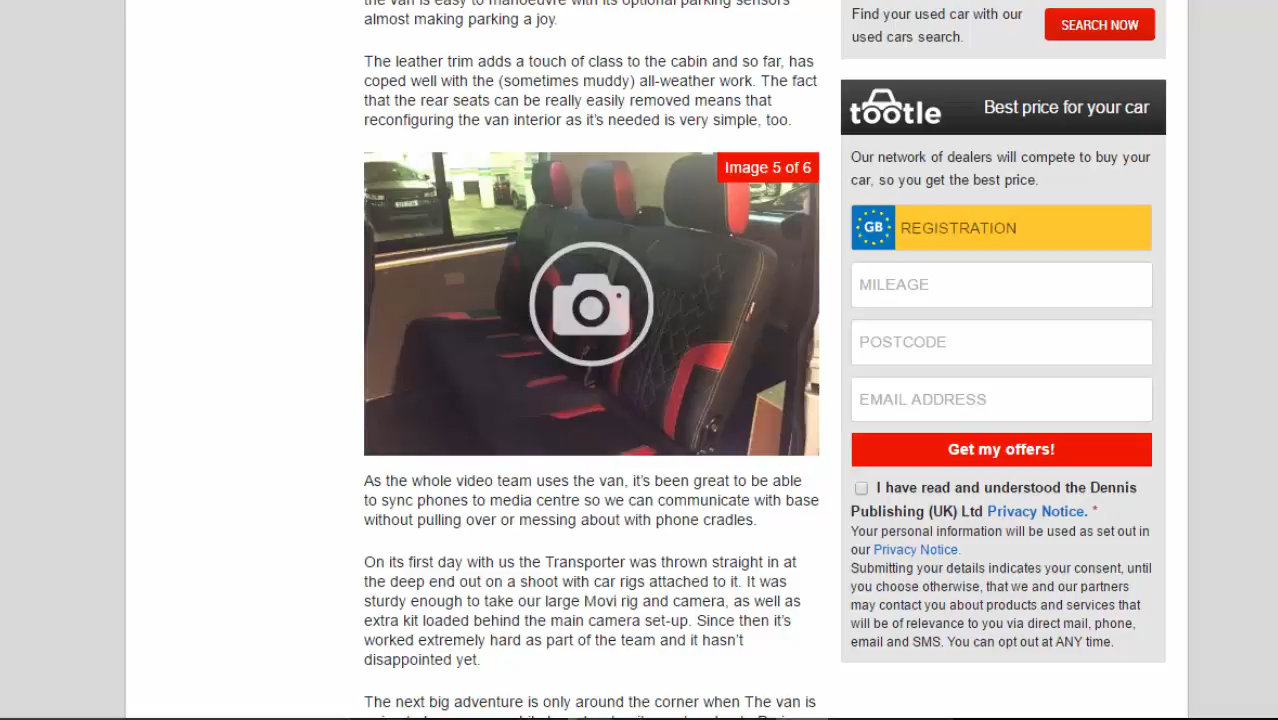 the van is easy to manoeuvre with its optional parking sensors
almost making parking a joy.
The leather trim adds a touch of class to the cabin and so far, has
coped well with the (sometimes muddy) all-weather work. The fact
that the rear seats can be really easily removed means that
reconfiguring the van interior as it’s needed is very simple, too.
Image 5 of 6
As the whole video team uses the van, it’s been great to be able
to sync phones to media centre so we can communicate with base
without pulling over or messing about with phone cradles.
On its first day with us the Transporter was thrown straight in at
the deep end out on a shoot with car rigs attached to it. It was
sturdy enough to take our large Movi rig and camera, as well as
extra kit loaded behind the main camera set-up. Since then it’s
worked extremely hard as part of the team and it hasn’t
disappointed yet.
The next big adventure is only around the corner when The van is
Find your used car with our
used cars search.
SEARCH NOW
tootle
Best price for your car
Our network of dealers will compete to buy your
car, so you get the best price.
GB REGISTRATION
MILEAGE
POSTCODE
EMAIL ADDRESS
Get my offers!
I have read and understood the Dennis
Publishing (UK) Ltd Privacy Notice. *
Your personal information will be used as set out in
our Privacy Notice.
Submitting your details indicates your consent, until
you choose otherwise, that we and our partners
may contact you about products and services that
will be of relevance to you via direct mail, phone,
email and SMS. You can opt out at ANY time.